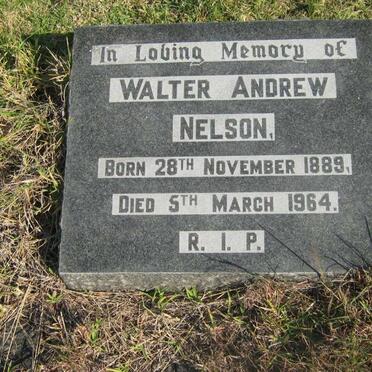 In Loving Memory of
WALTER ANDREW
NELSON,
BORN 28TH NOVEMBER 1889,
DIED 5TH MARCH 1964.
R. I. P.